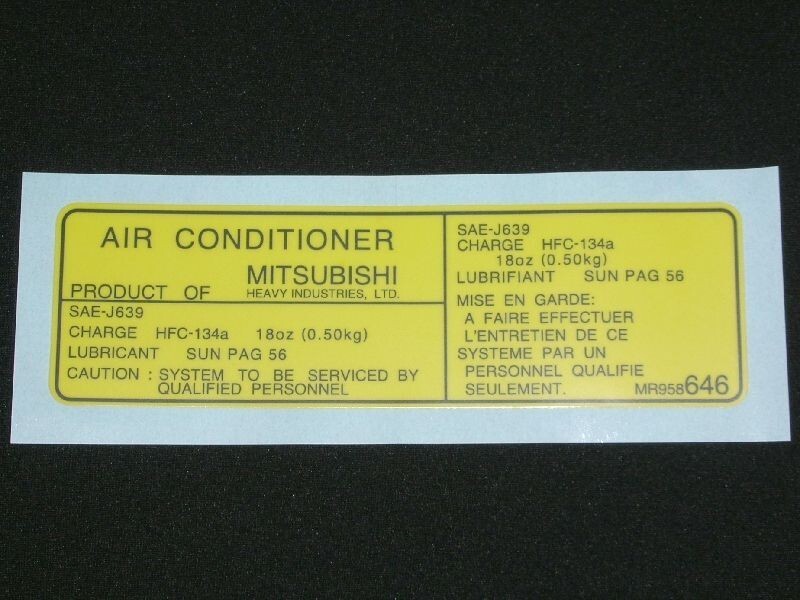 AIR CONDITIONER
PRODUCT OF MITSUBISHI
HEAVY INDUSTRIES, LTD.
SAE-J639
CHARGE HFC-134a 18oz (0.50kg)
LUBRICANT SUN PAG 56
CAUTION : SYSTEM TO BE SERVICED BY
QUALIFIED PERSONNEL
SAE-J639
CHARGE HFC-134a
18oz (0.50kg)
LUBRIFIANT SUN PAG 56
MISE EN GARDE:
A FAIRE EFFECTUER
L'ENTRETIEN DE CE
SYSTEME PAR UN
PERSONNEL QUALIFIE
SEULEMENT. MR958646